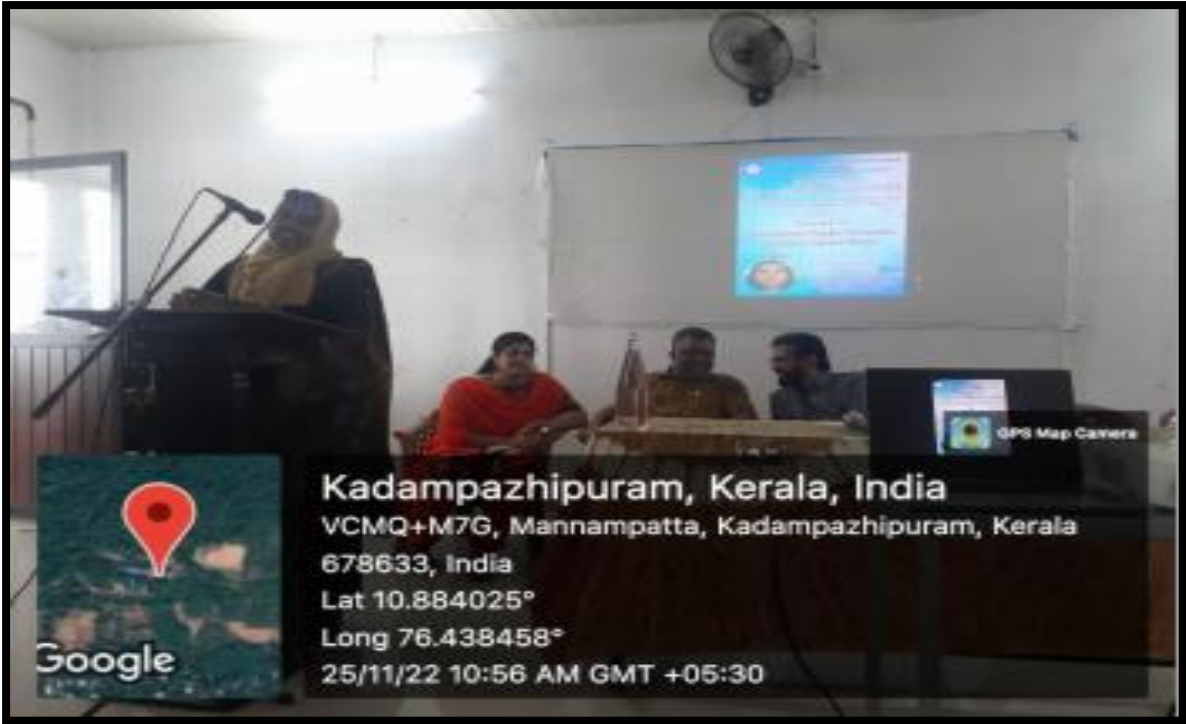 GPS Map Camera
Kadampazhipuram, Kerala, India
VCMQ+M7G, Mannampatta, Kadampazhipuram, Kerala
678633, India
Lat 10.884025°
Long 76.438458°
25/11/22 10:56 AM GMT +05:30
Google